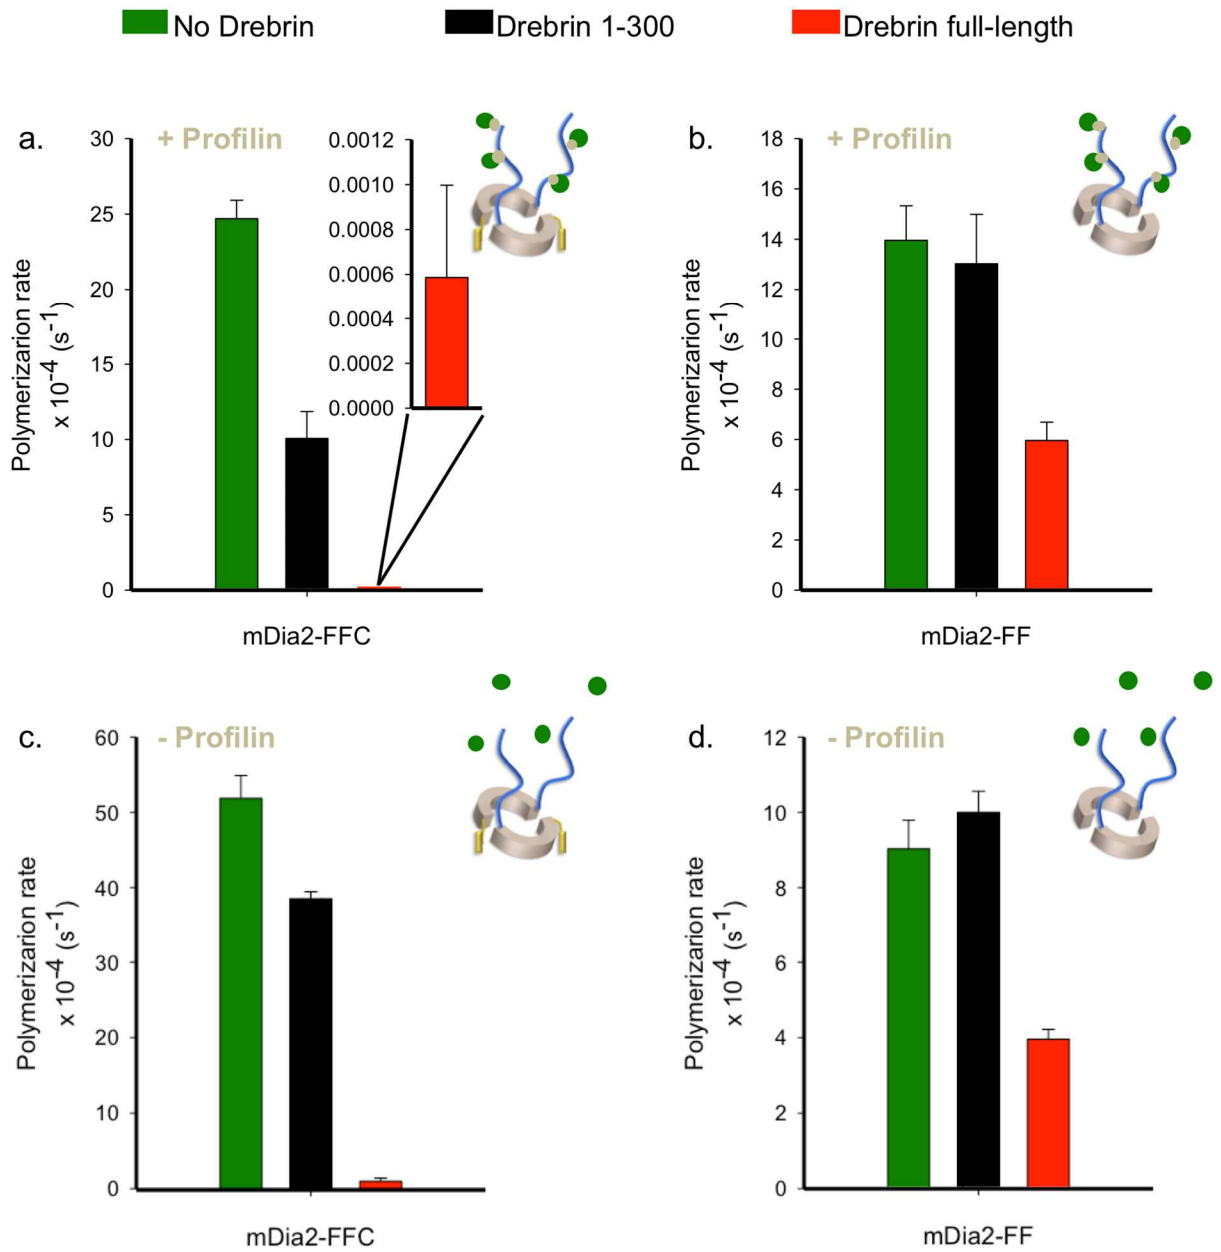 No Drebrin Drebrin 1-300 Drebrin full-length
a. + Profilin
30
25
20
15
10
5
0
0.0012
0.0010
0.0008
0.0006
0.0004
0.0002
0.0000
Polymerizarion rate
x 10-4 (s-1)
mDia2-FFC
b. + Profilin
18
16
14
12
10
8
6
4
2
0
Polymerizarion rate
x 10-4 (s-1)
mDia2-FF
c. - Profilin
60
50
40
30
20
10
0
Polymerizarion rate
x 10-4 (s-1)
mDia2-FFC
d. - Profilin
12
10
8
6
4
2
0
Polymerizarion rate
x 10-4 (s-1)
mDia2-FF